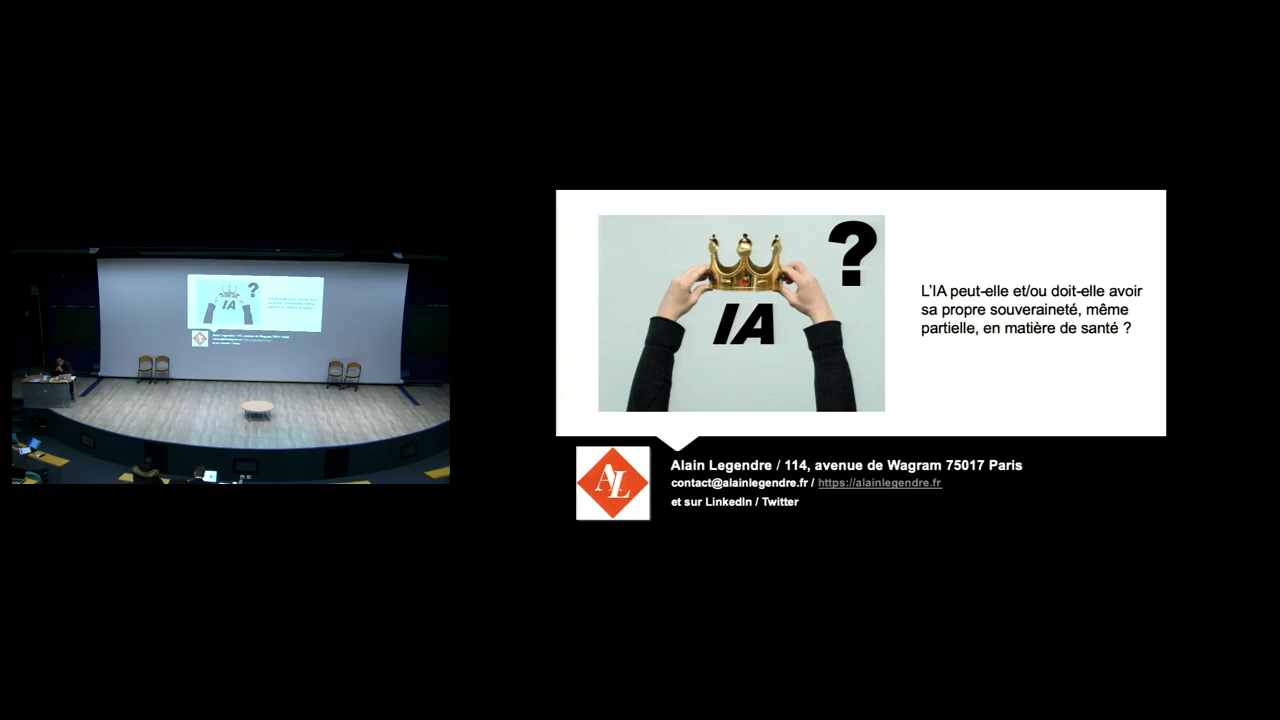 ?
IA
L'IA peut-elle et/ou doit-elle avoir
sa propre souveraineté, même
partielle, en matière de santé ?
AL
Alain Legendre / 114, avenue de Wagram 75017 Paris
contact@alainlegendre.fr / https://alainlegendre.fr
et sur LinkedIn / Twitter